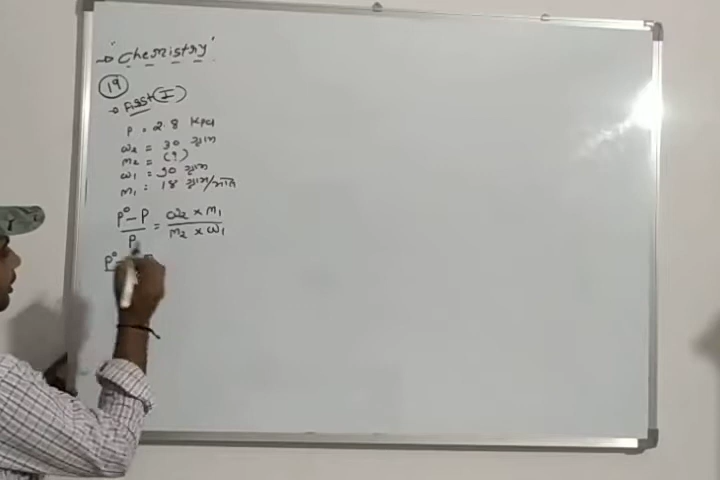 → "Chemistry"
(19)
→ Ans+(I)
P = 2.8 Kpa
ω2 = 30 ग्राम
m2 = (?)
ω1 = 90 ग्राम
m1 = 18 ग्राम/मोल
P° - P / P = ω2 × m1 / m2 × ω1
P° -